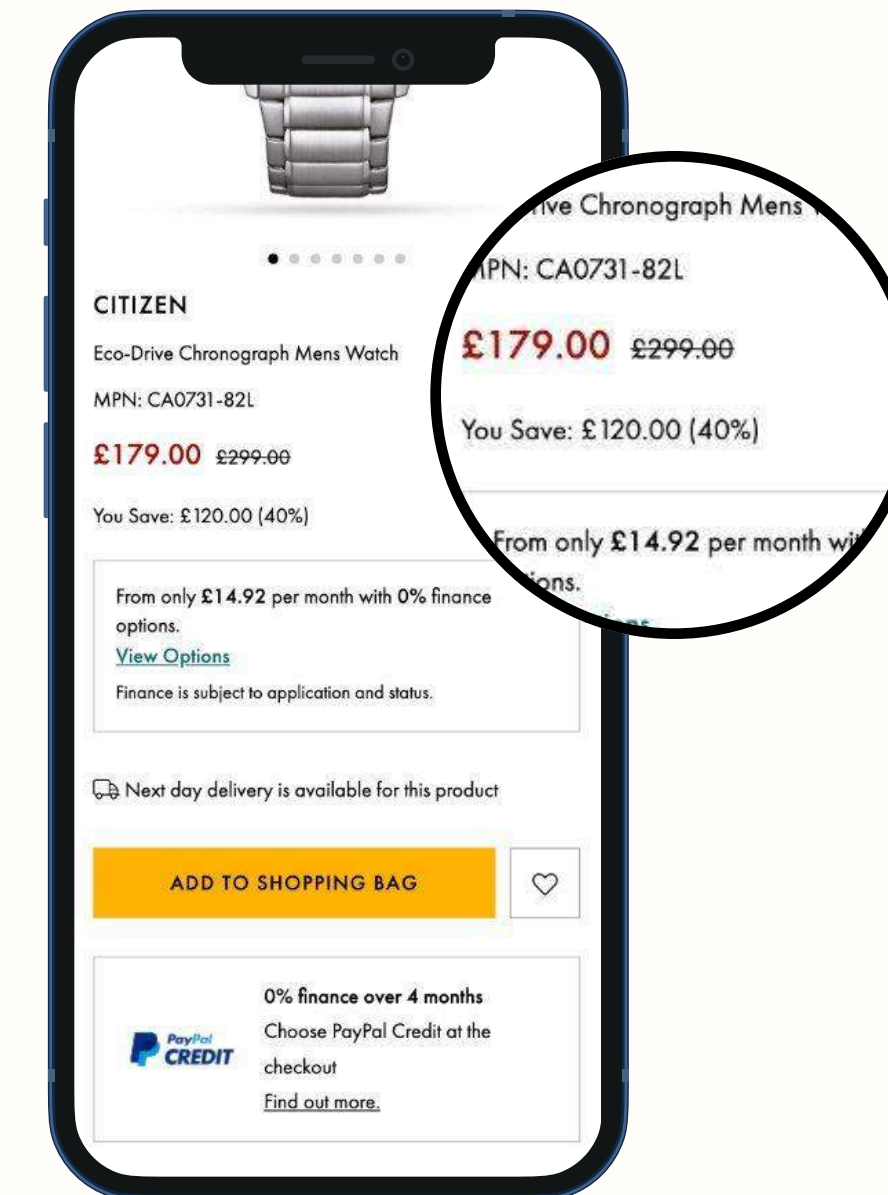 CITIZEN
Eco-Drive Chronograph Mens Watch
MPN: CA0731-82L
£179.00 £299.00
You Save: £120.00 (40%)
From only £14.92 per month with 0% finance
options.
View Options
Finance is subject to application and status.
Next day delivery is available for this product
ADD TO SHOPPING BAG
PayPal
CREDIT
0% finance over 4 months
Choose PayPal Credit at the
checkout
Find out more.
Chronograph Mens
MPN: CA0731-82L
£179.00 £299.00
You Save: £120.00 (40%)
From only £14.92 per month